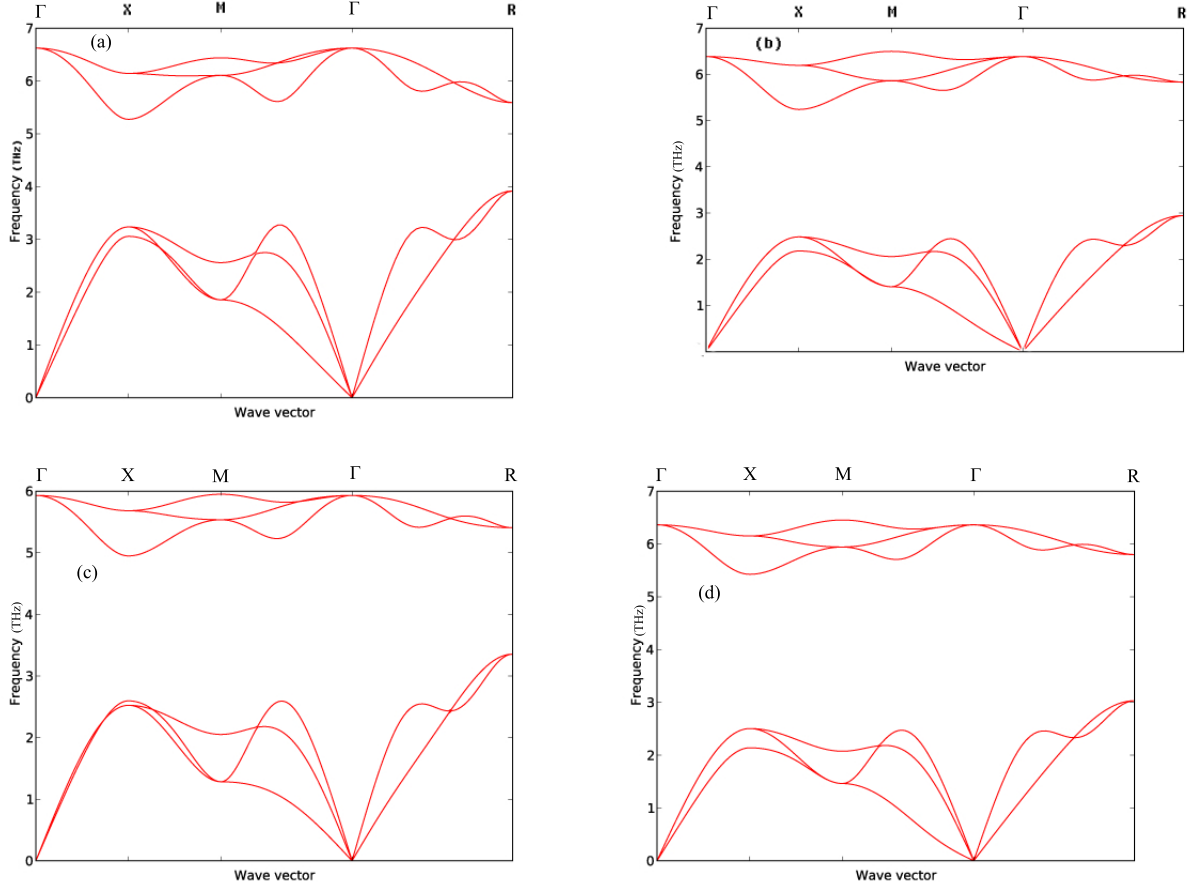 Γ X M Γ R
(a)
7
6
5
4
3
2
1
0
Frequency (THz)
Wave vector
Γ X M Γ R
(b)
7
6
5
4
3
2
1
Frequency (THz)
Wave vector
Γ X M Γ R
(c)
6
5
4
3
2
1
0
Frequency (THz)
Wave vector
Γ X M Γ R
(d)
7
6
5
4
3
2
1
0
Frequency (THz)
Wave vector